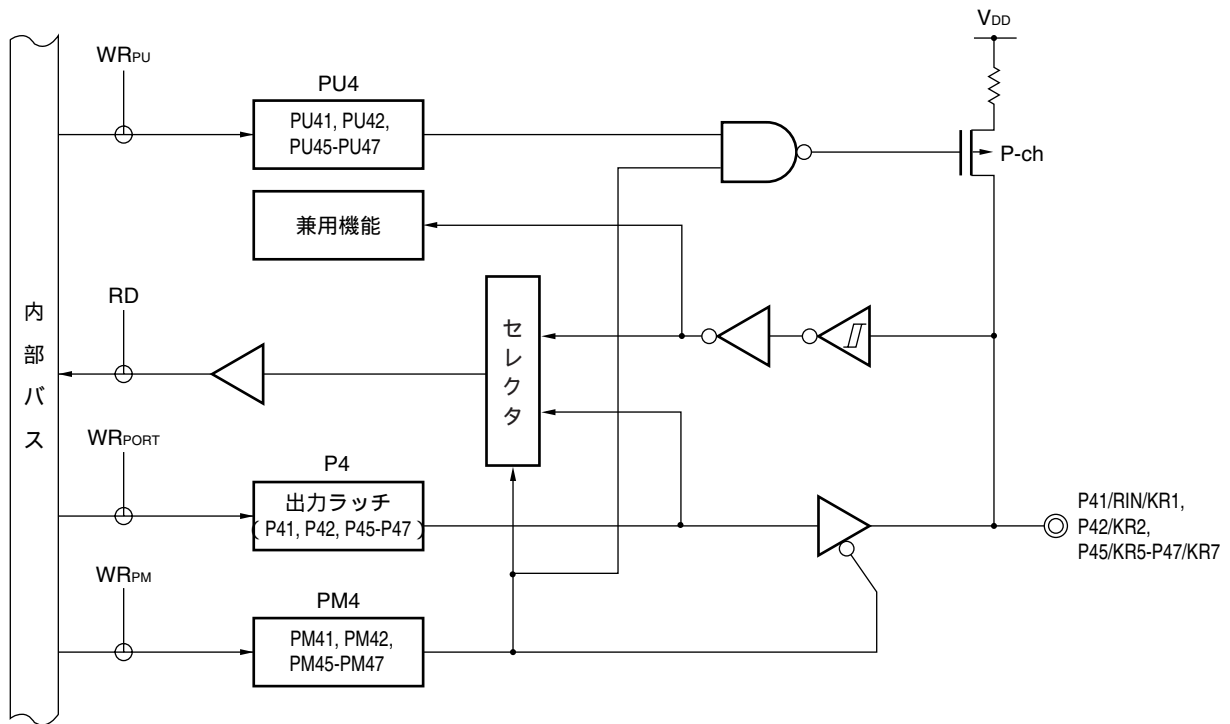 VDD
WRPU
PU4
PU41, PU42,
PU45-PU47
P-ch
兼用機能
内部バス
RD
セレクタ
WRPORT
P4
出力ラッチ
( P41, P42, P45-P47 )
P41/RIN/KR1,
P42/KR2,
P45/KR5-P47/KR7
WRPM
PM4
PM41, PM42,
PM45-PM47